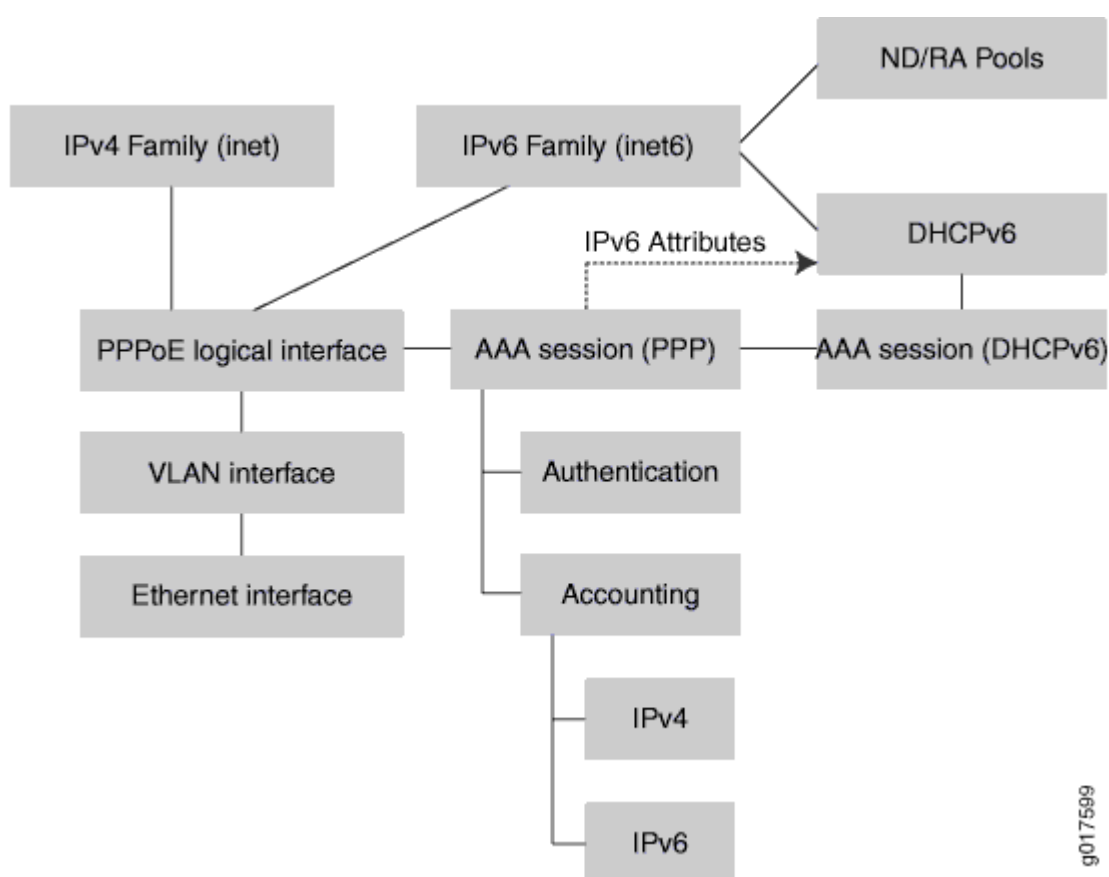 ND/RA Pools
IPv4 Family (inet)
IPv6 Family (inet6)
DHCPv6
IPv6 Attributes
PPPoE logical interface
AAA session (PPP)
AAA session (DHCPv6)
VLAN interface
Authentication
Ethernet interface
Accounting
IPv4
IPv6
g017599